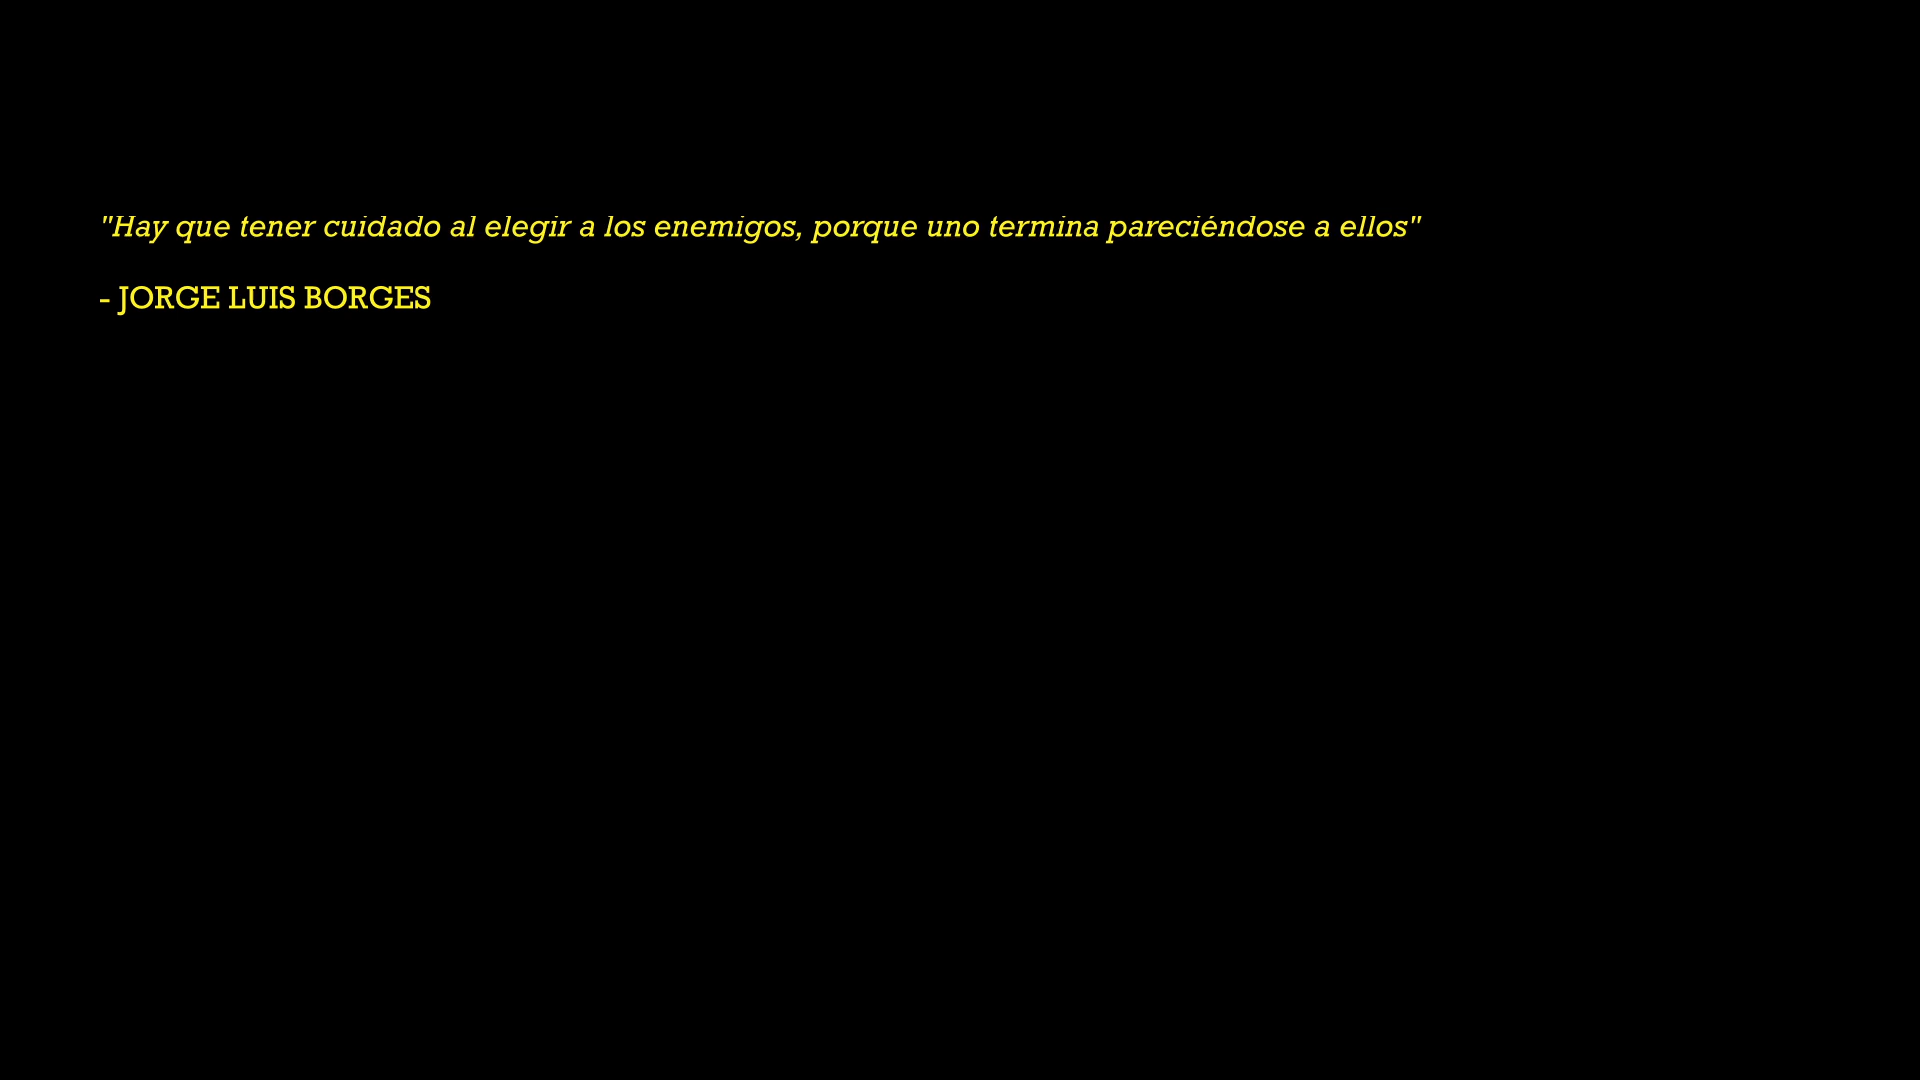 "Hay que tener cuidado al elegir a los enemigos, porque uno termina pareciéndose a ellos"
- JORGE LUIS BORGES